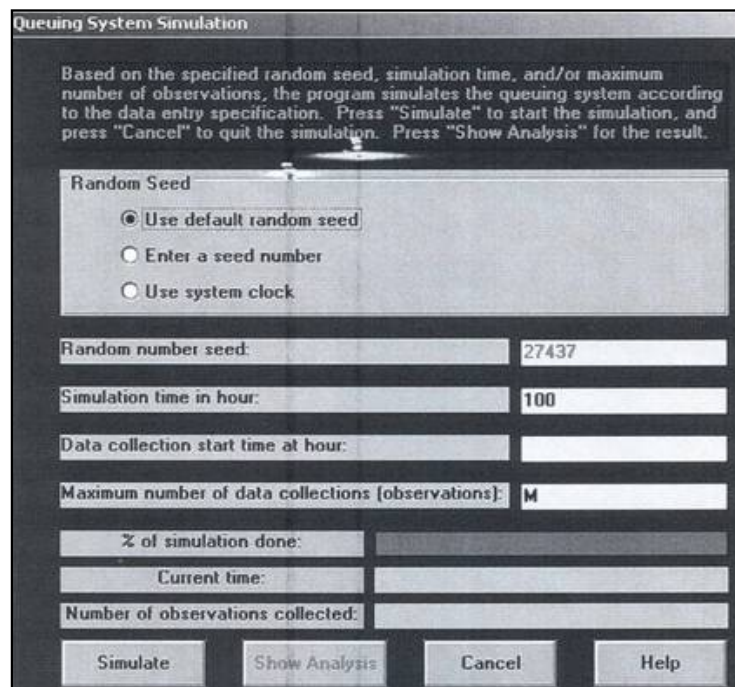 Queuing System Simulation
Based on the specified random seed, simulation time, and/or maximum
number of observations, the program simulates the queuing system according
to the data entry specification. Press "Simulate" to start the simulation, and
press "Cancel" to quit the simulation. Press "Show Analysis" for the result.
Random Seed
Use default random seed
Enter a seed number
Use system clock
Random number seed: 27437
Simulation time in hour: 100
Data collection start time at hour:
Maximum number of data collections (observations): M
% of simulation done:
Current time:
Number of observations collected:
Simulate Show Analysis Cancel Help